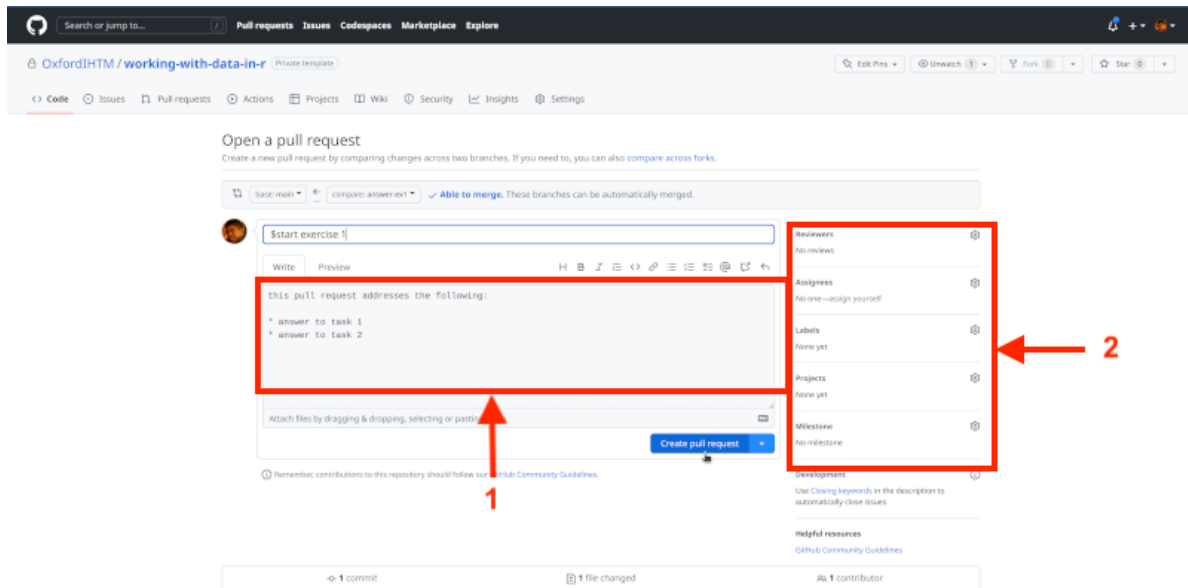 Search or jump to... /
Pull requests Issues Codespaces Marketplace Explore
OxfordIHTM / working-with-data-in-r Private template
Edit Pins Unwatch 1 Fork 0 Star 0
Code Issues Pull requests Actions Projects Wiki Security Insights Settings
Open a pull request
Create a new pull request by comparing changes across two branches. If you need to, you can also compare across forks.
base: main compare: answer-ex1 Able to merge. These branches can be automatically merged.
$start exercise 1
Write Preview
this pull request addresses the following:
* answer to task 1
* answer to task 2
Attach files by dragging & dropping, selecting or
Create pull request
Remember, contributions to this repository should follow our GitHub Community Guidelines.
1
Reviewers
No reviews
Assignees
No one—assign yourself
Labels
None yet
Projects
None yet
Milestone
No milestone
2
Development
Use Closing keywords in the description to
automatically close issues
Helpful resources
GitHub Community Guidelines
1 commit
1 file changed
1 contributor